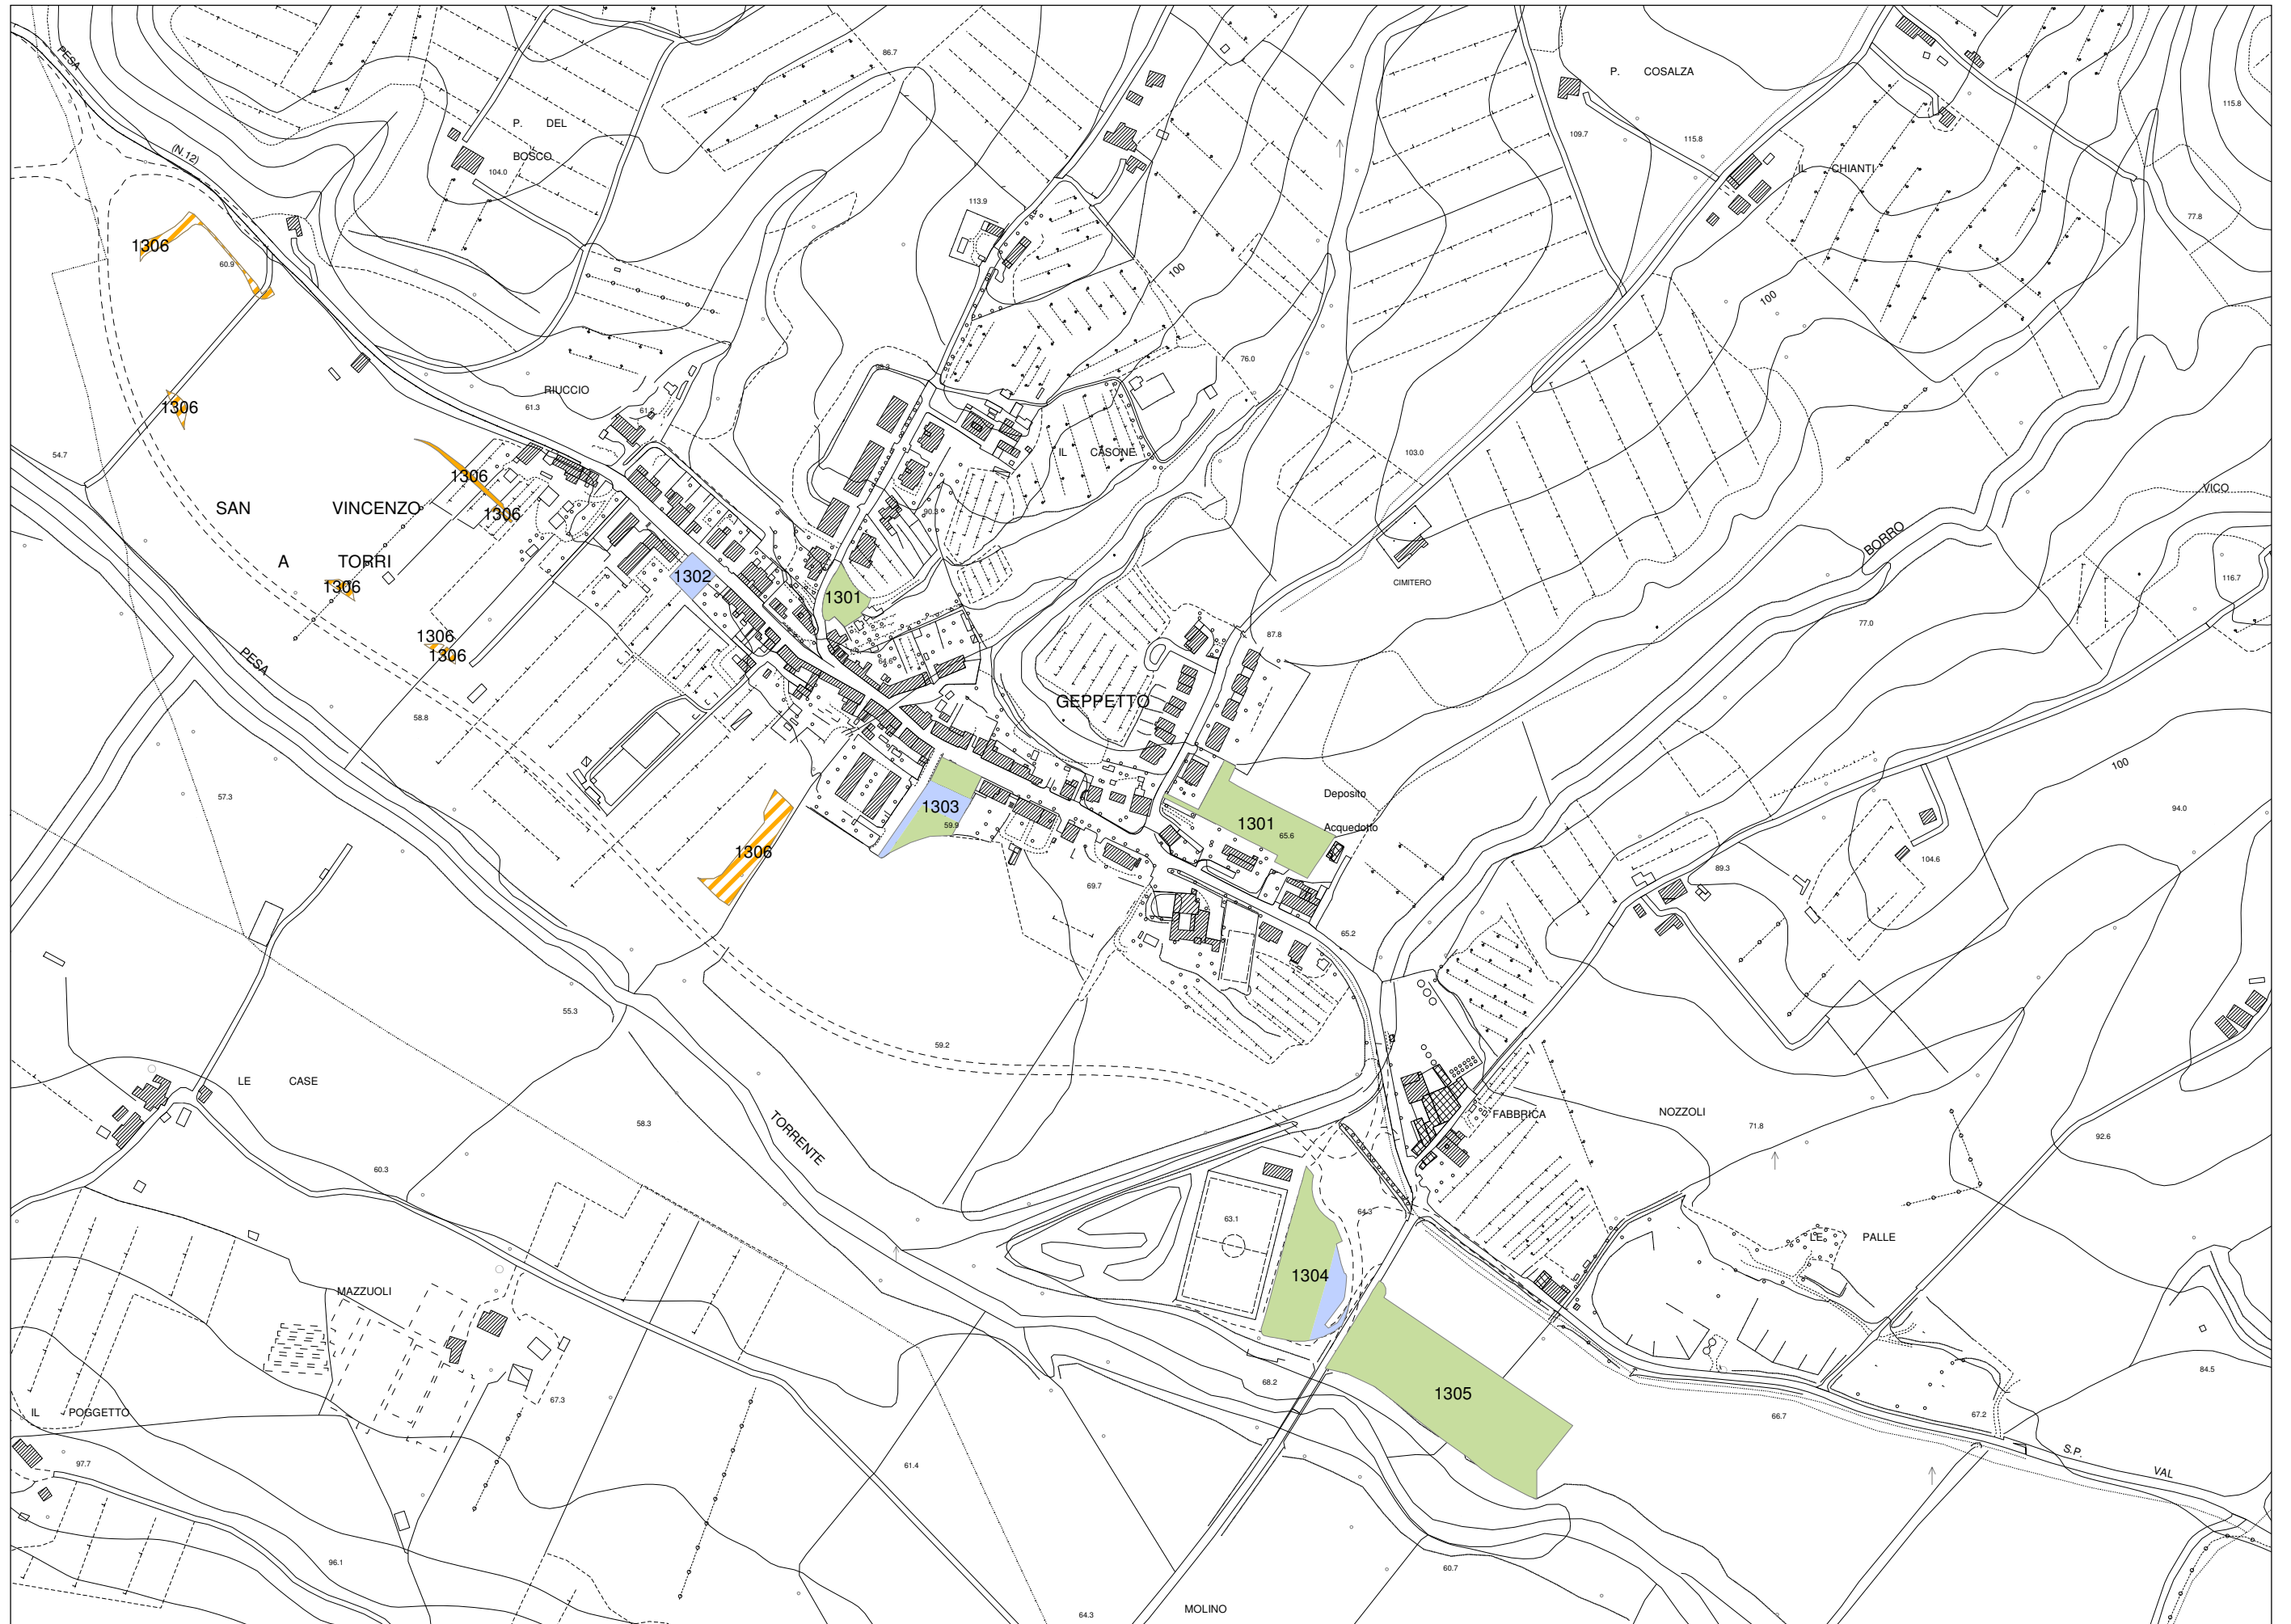 PESA
86.7
P. COSALZA
115.8
P. DEL
109.7
115.8
(N.12)
BOSCO
104.0
IL CHIANTI
113.9
77.8
1306
60.9
100
100
76.0
88.3
RIUCCIO
1306
61.3
61.2
54.7
IL CASONE
103.0
1306
VICO
SAN VINCENZO
1306
90.3
BORRO
A TORRI
1302
116.7
1306
CIMITERO
1301
77.0
1306
87.8
1306
PESA
GEPPETTO
58.8
100
57.3
Deposito
1303
94.0
59.9
1301
Acquedotto
65.6
1306
104.6
89.3
69.7
65.2
55.3
59.2
LE CASE
FABBRICA
NOZZOLI
58.3
71.8
TORRENTE
92.6
60.3
63.1
64.3
LE PALLE
1304
MAZZUOLI
84.5
68.2
1305
67.3
IL POGGETTO
66.7
67.2
S.P. VAL
97.7
61.4
96.1
60.7
MOLINO
64.3